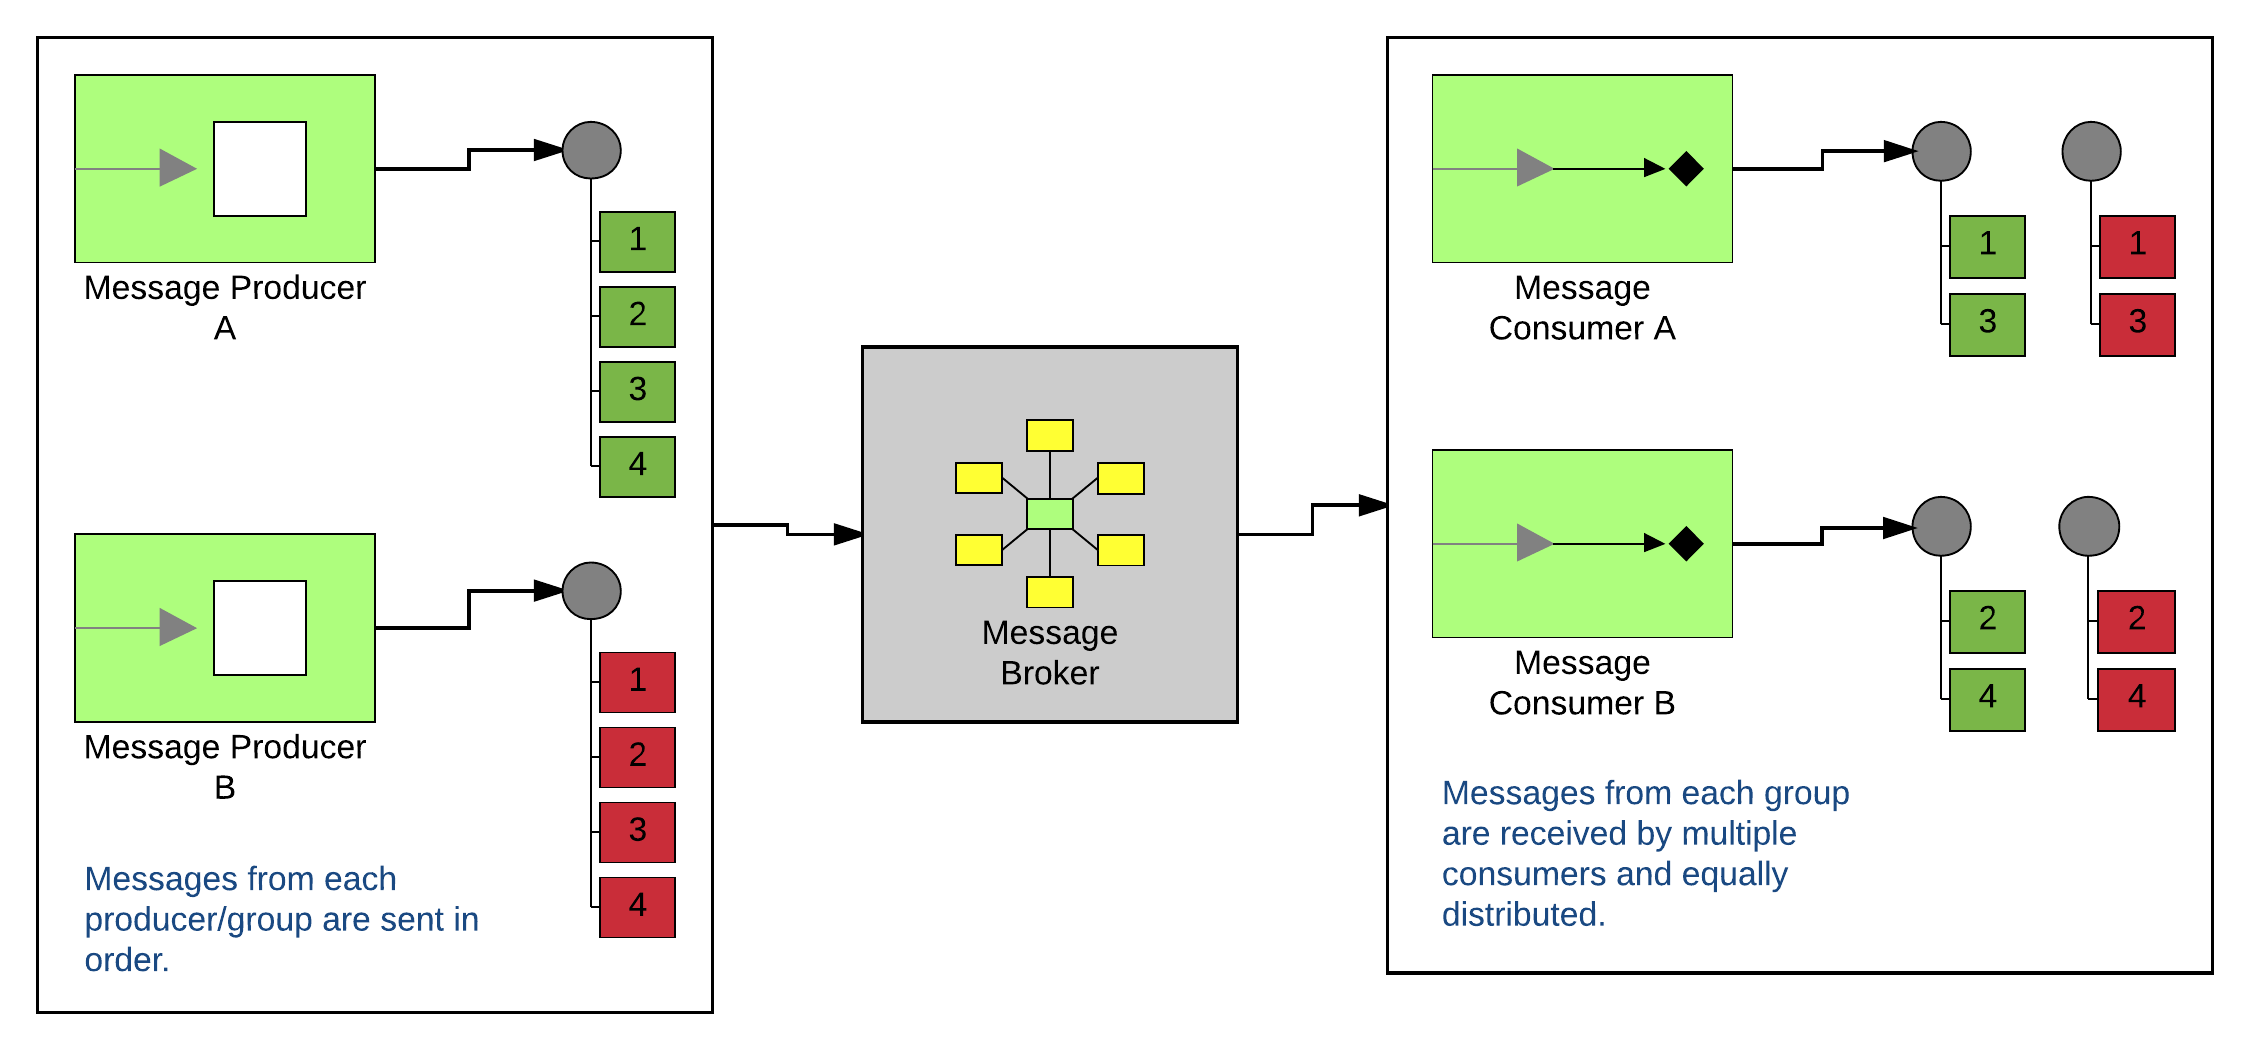 Message Producer
A
1
2
3
4
Message Producer
B
1
2
3
4
Messages from each
producer/group are sent in
order.
Message
Broker
Message
Consumer A
1
3
1
3
Message
Consumer B
2
4
2
4
Messages from each group
are received by multiple
consumers and equally
distributed.